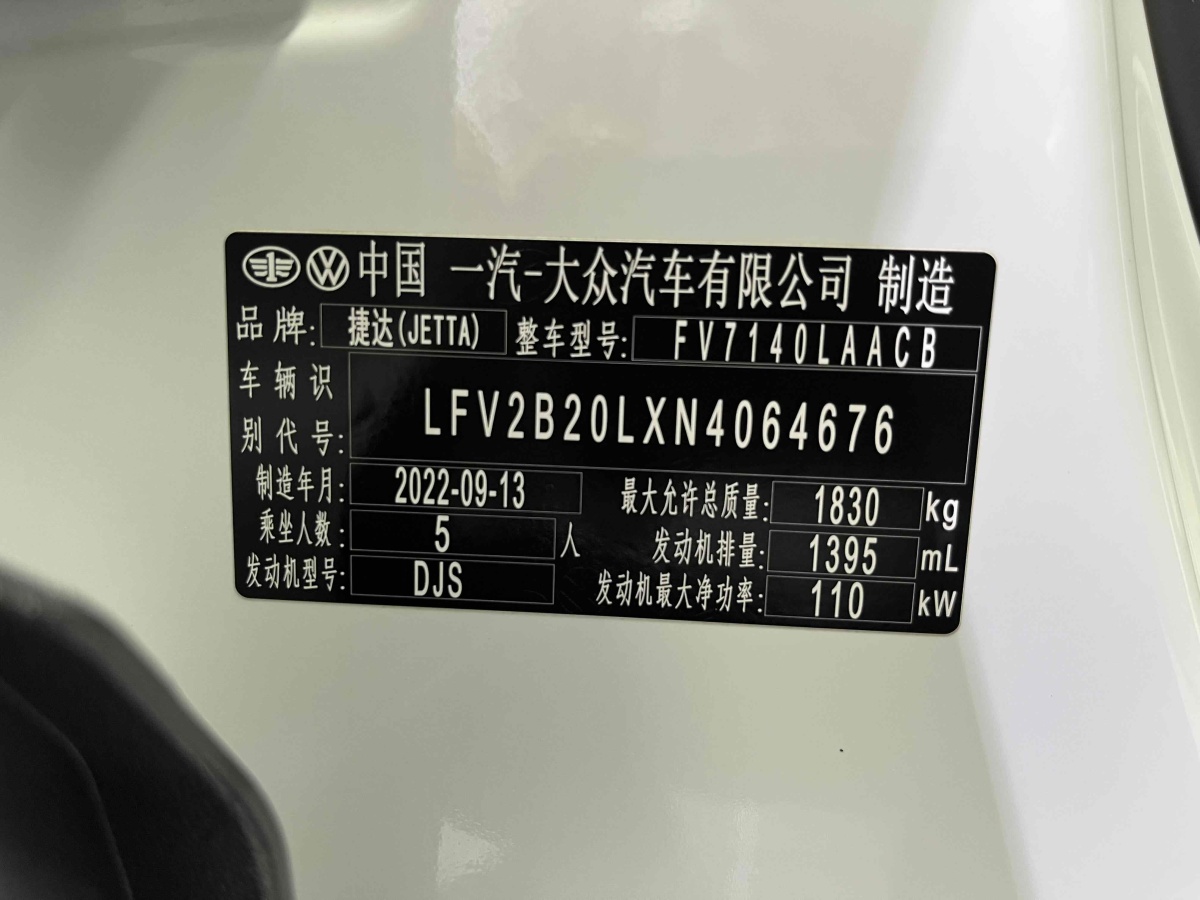 中国 一汽-大众汽车有限公司 制造
品牌: 捷达(JETTA) 整车型号: FV7140LAACB
车辆识别代号: LFV2B20LXN4064676
制造年月: 2022-09-13 最大允许总质量: 1830 kg
乘坐人数: 5 人 发动机排量: 1395 mL
发动机型号: DJS 发动机最大净功率: 110 kW